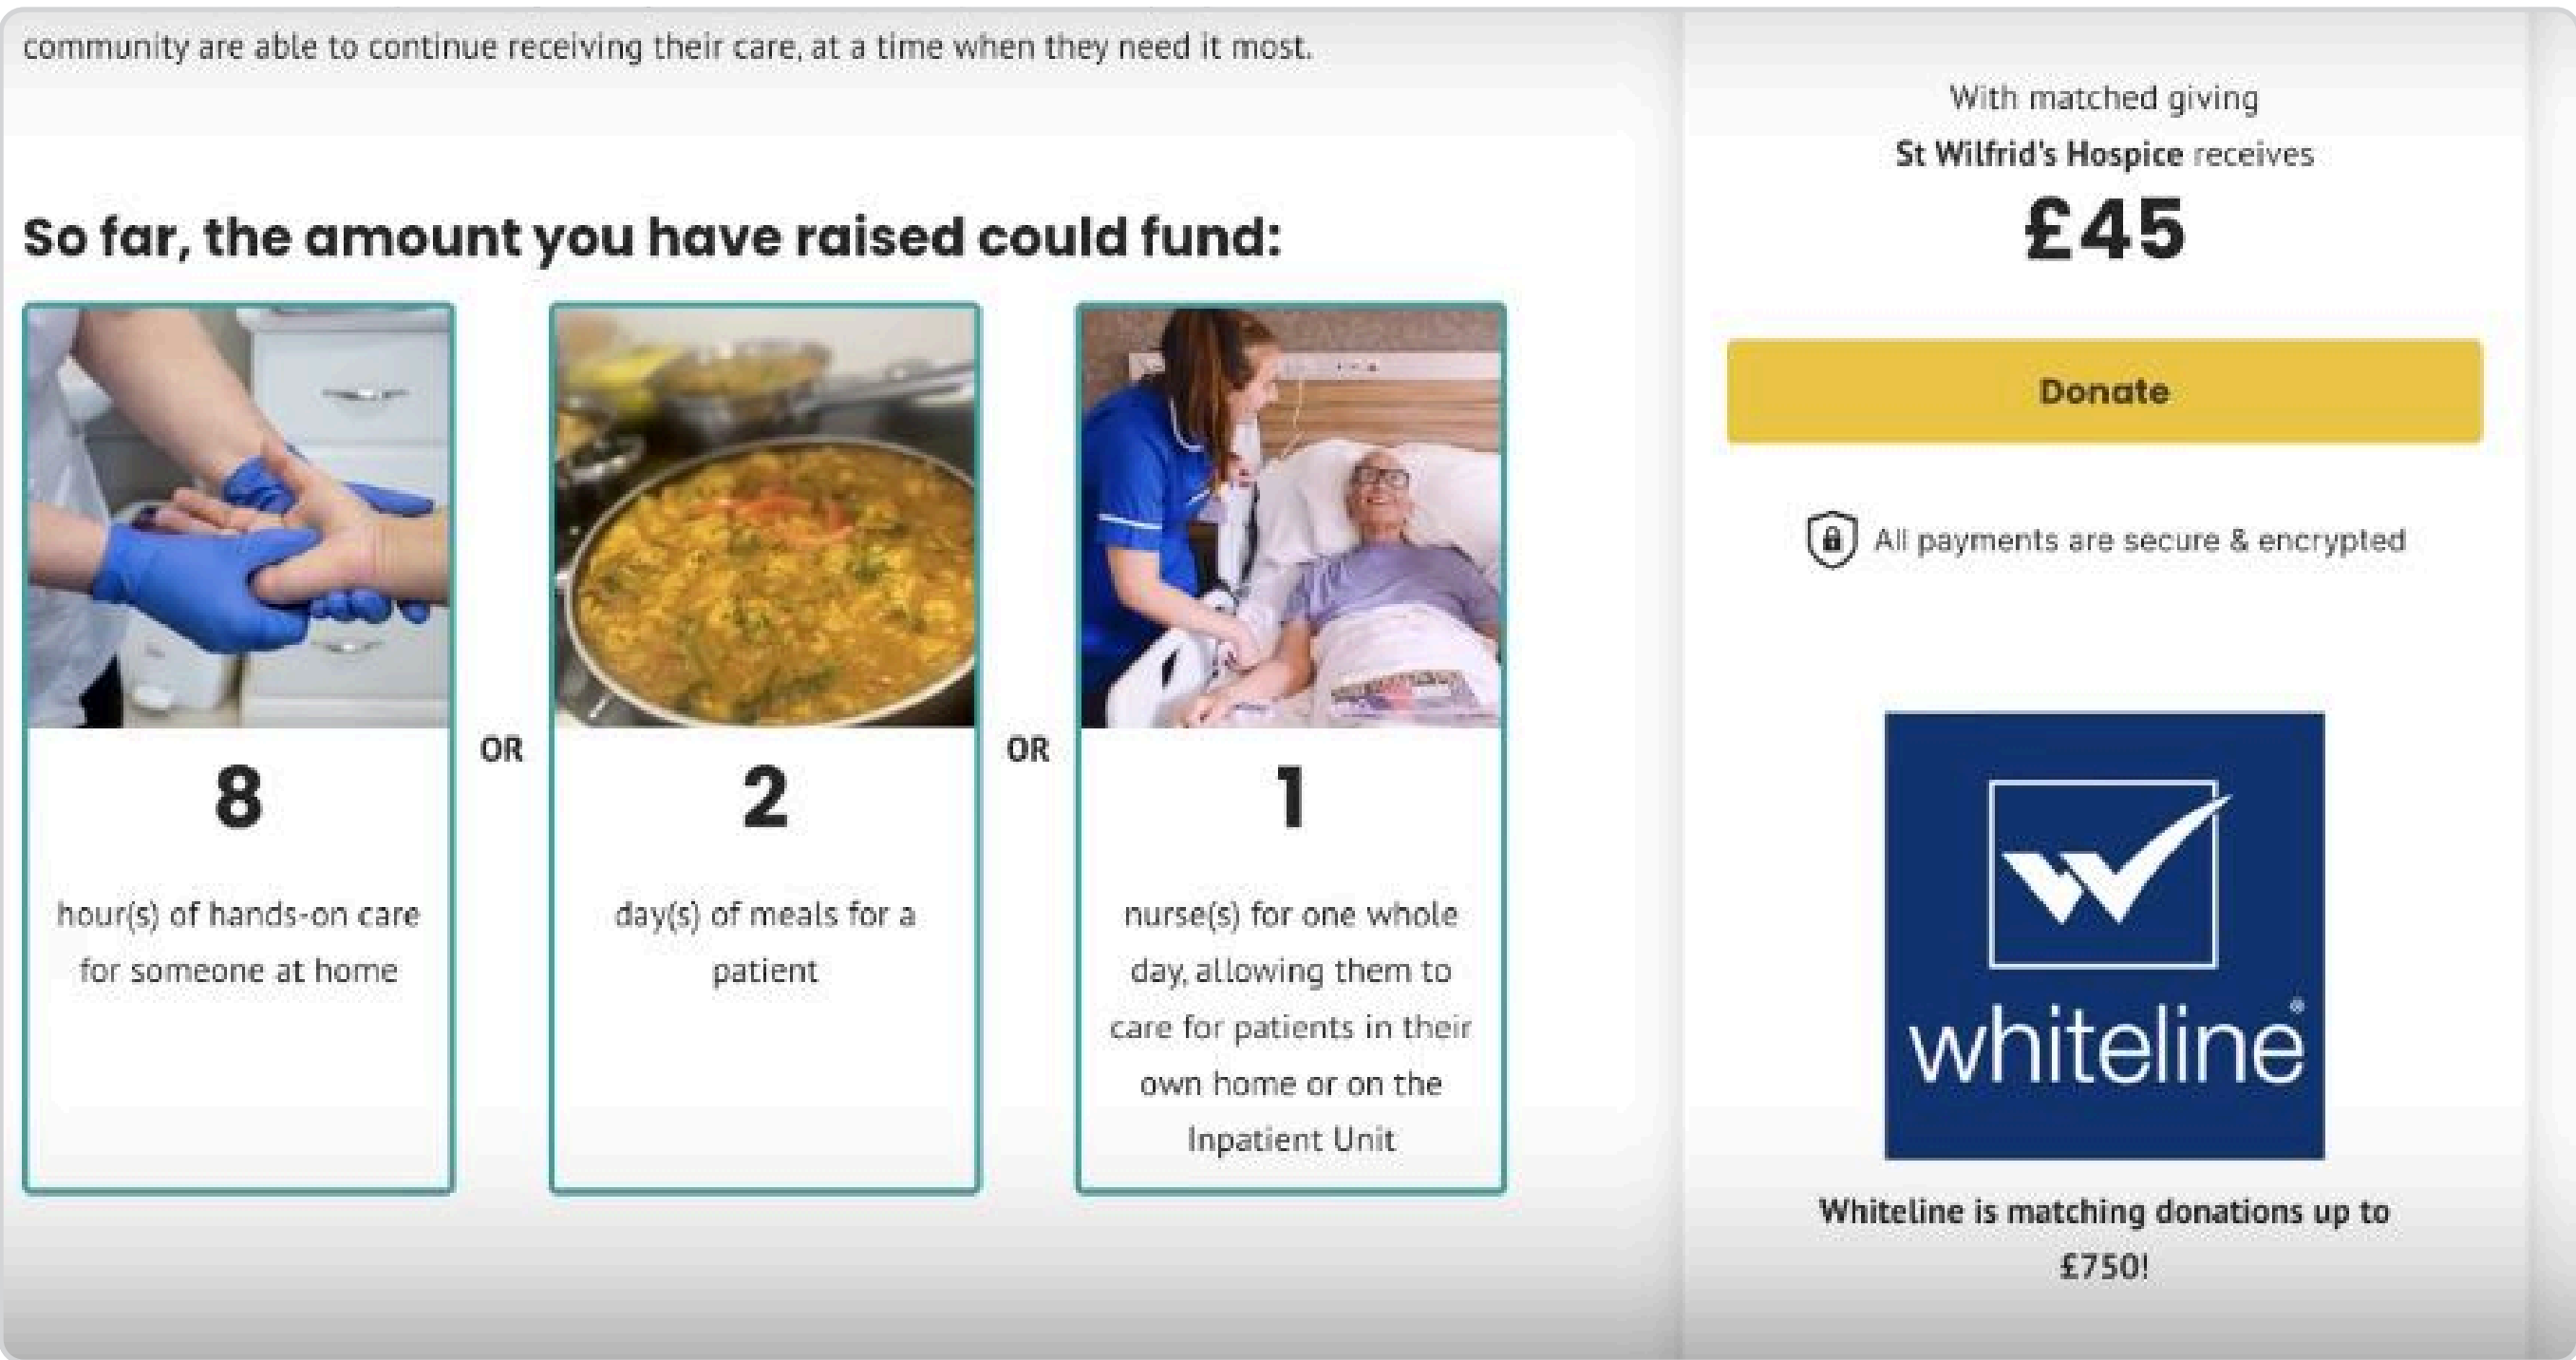 community are able to continue receiving their care, at a time when they need it most.
So far, the amount you have raised could fund:
8
hour(s) of hands-on care
for someone at home
OR
2
day(s) of meals for a
patient
OR
1
nurse(s) for one whole
day, allowing them to
care for patients in their
own home or on the
Inpatient Unit
With matched giving
St Wilfrid's Hospice receives
£45
Donate
All payments are secure & encrypted
whiteline®
Whiteline is matching donations up to
£750!